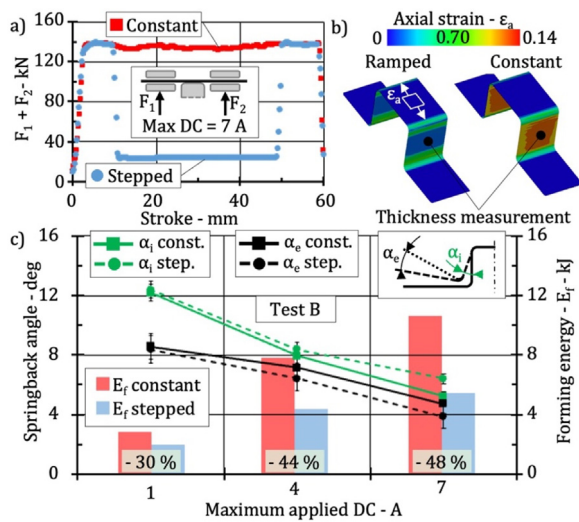 a)
F1 + F2 - kN
160
120
80
40
0
Constant
F1
F2
Max DC = 7 A
Stepped
0
20
40
60
Stroke - mm
b)
Axial strain - εa
0
0.70
0.14
Ramped
Constant
εa
Thickness measurement
c)
Springback angle - deg
16
12
8
4
0
αi const.
αi step.
αe const.
αe step.
Test B
αe
αi
Ef constant
Ef stepped
- 30 %
- 44 %
- 48 %
1
4
7
Maximum applied DC - A
16
12
8
4
0
Forming energy - Ef - kJ